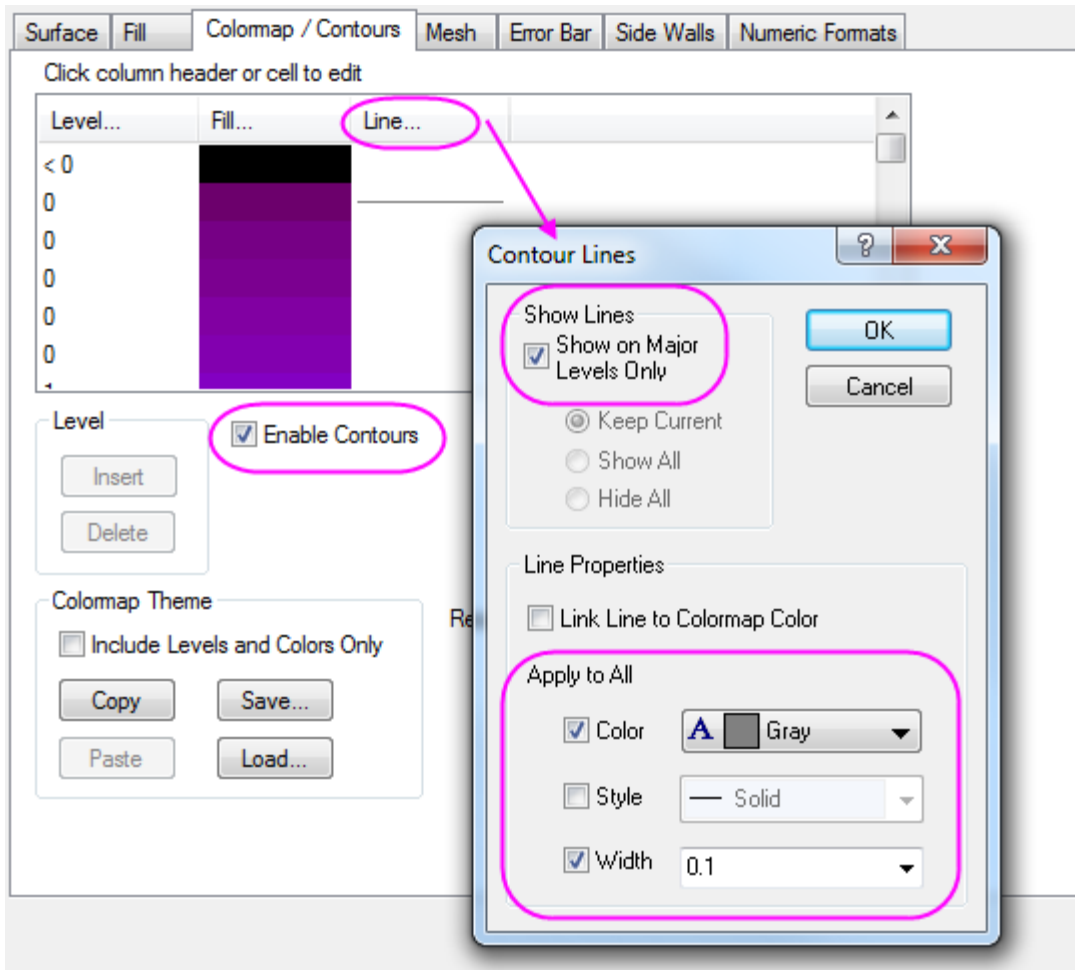 Surface Fill Colormap / Contours Mesh Error Bar Side Walls Numeric Formats
Click column header or cell to edit
Level... Fill... Line...
< 0
0
0
0
0
0
Level
Enable Contours
Insert
Delete
Colormap Theme
Include Levels and Colors Only
Copy Save...
Paste Load...
Contour Lines
Show Lines
Show on Major
Levels Only
Keep Current
Show All
Hide All
OK
Cancel
Line Properties
Link Line to Colormap Color
Apply to All
Color A Gray
Style Solid
Width 0.1